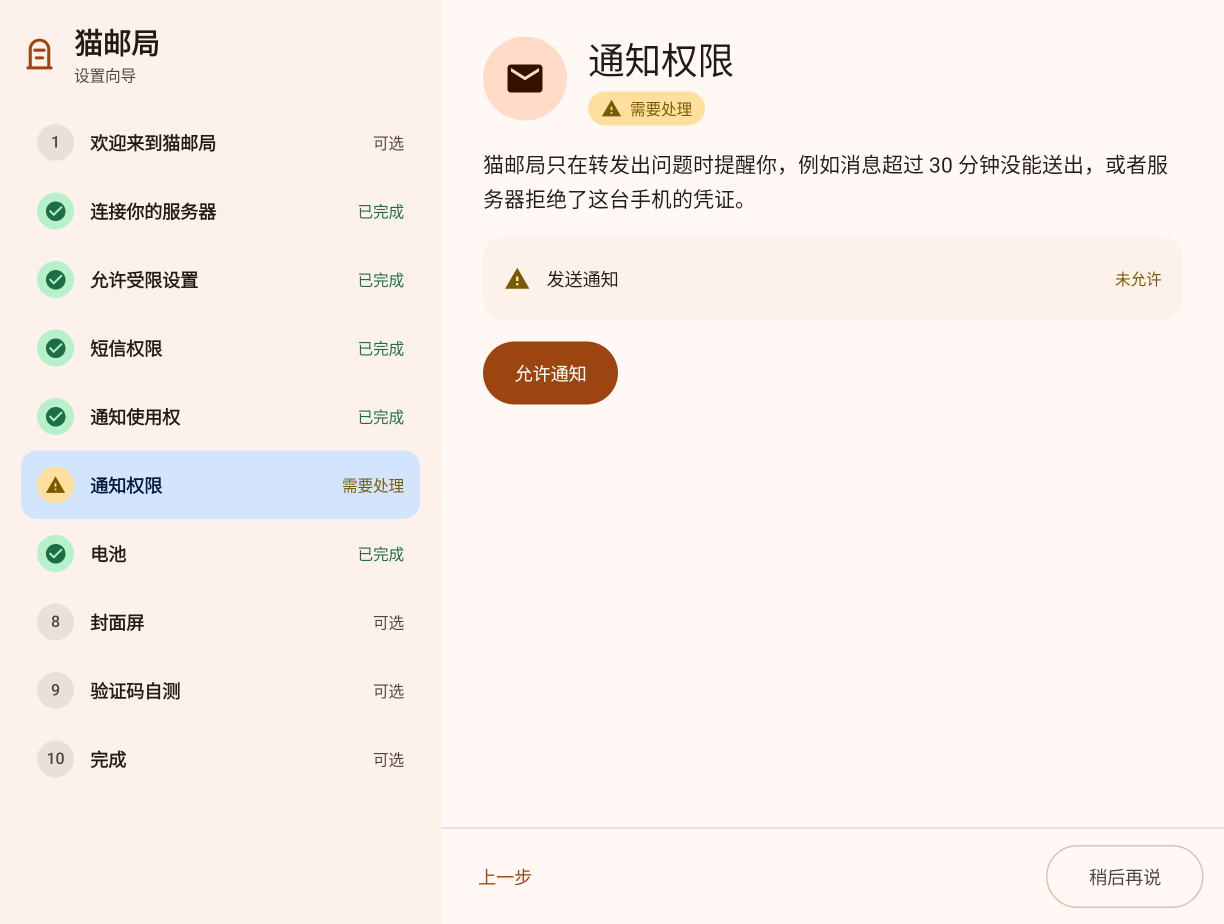 猫邮局
设置向导
1 欢迎来到猫邮局 可选
连接你的服务器 已完成
允许受限设置 已完成
短信权限 已完成
通知使用权 已完成
通知权限 需要处理
电池 已完成
8 封面屏 可选
9 验证码自测 可选
10 完成 可选
通知权限
需要处理
猫邮局只在转发出问题时提醒你，例如消息超过 30 分钟没能送出，或者服
务器拒绝了这台手机的凭证。
发送通知 未允许
允许通知
上一步 稍后再说